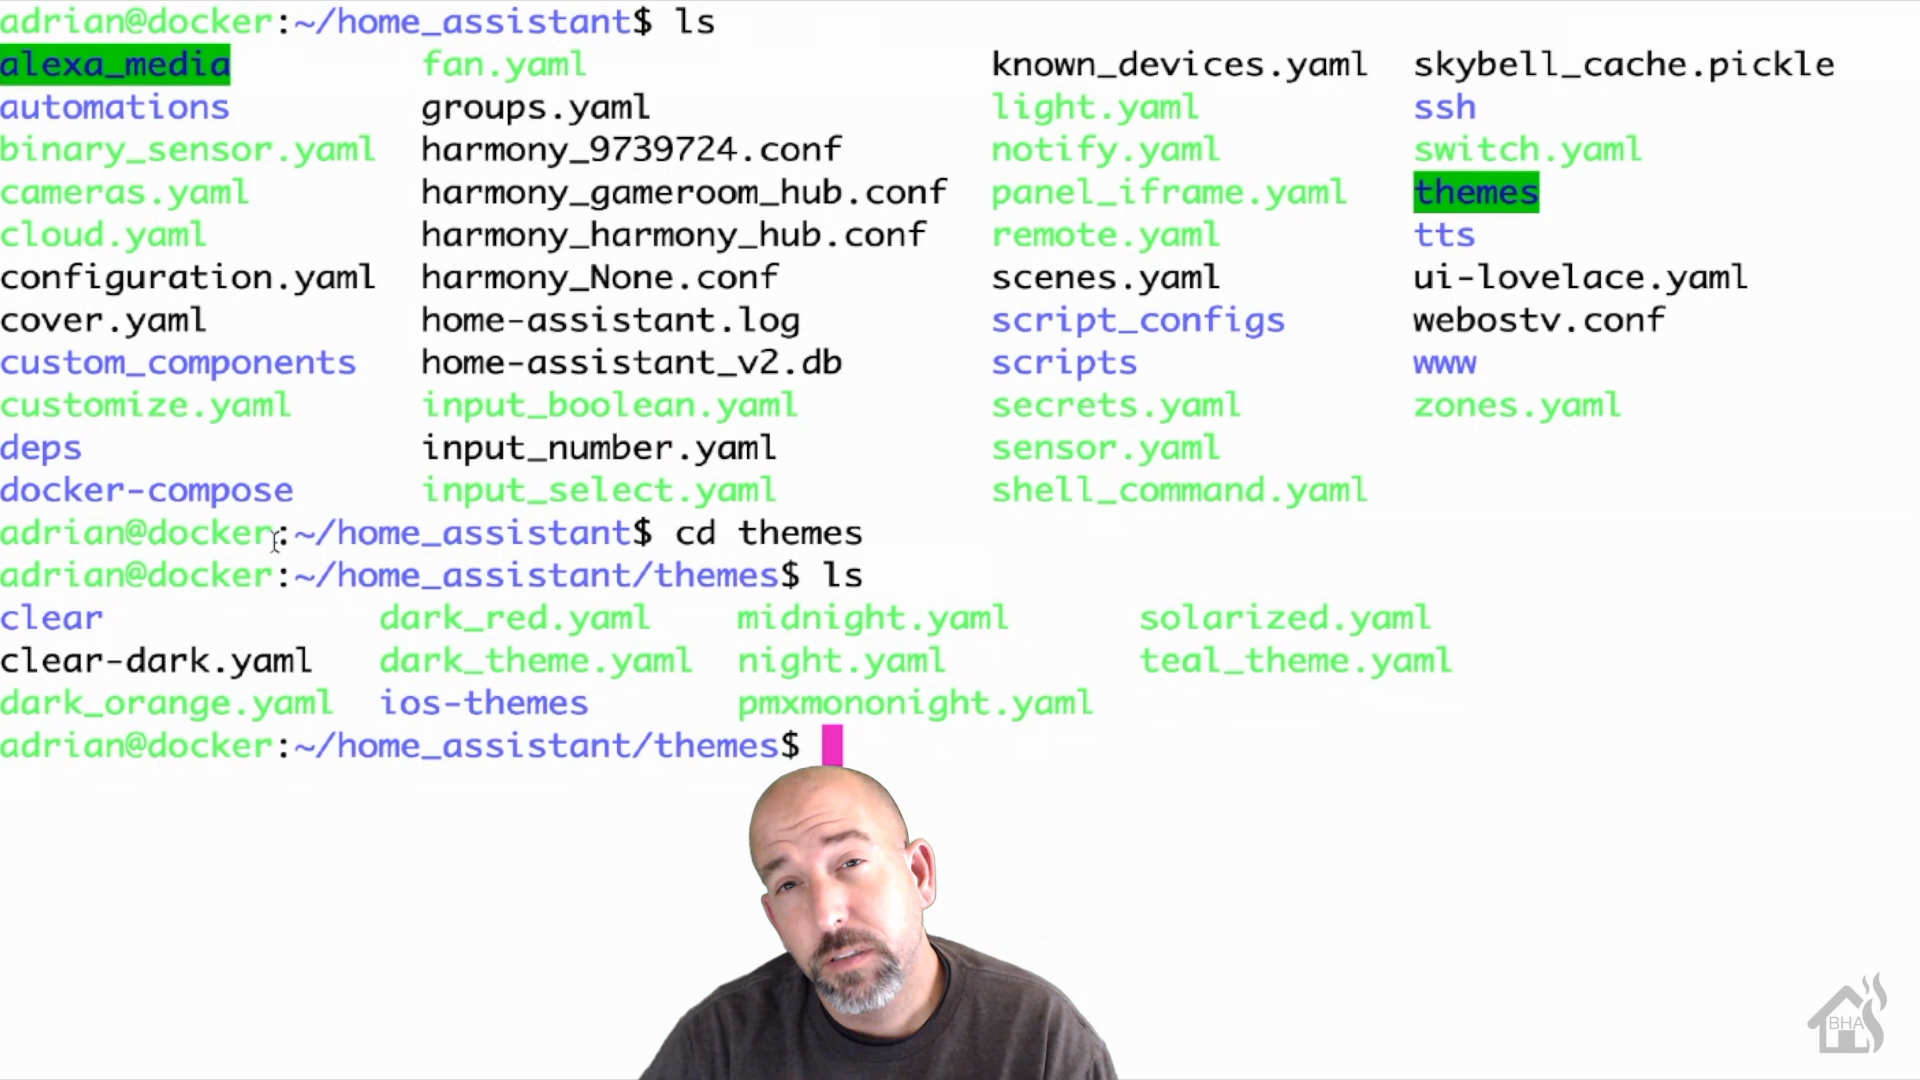 adrian@docker:~/home_assistant$ ls
alexa_media fan.yaml known_devices.yaml skybell_cache.pickle
automations groups.yaml light.yaml ssh
binary_sensor.yaml harmony_9739724.conf notify.yaml switch.yaml
cameras.yaml harmony_gameroom_hub.conf panel_iframe.yaml themes
cloud.yaml harmony_harmony_hub.conf remote.yaml tts
configuration.yaml harmony_None.conf scenes.yaml ui-lovelace.yaml
cover.yaml home-assistant.log script_configs webostv.conf
custom_components home-assistant_v2.db scripts www
customize.yaml input_boolean.yaml secrets.yaml zones.yaml
deps input_number.yaml sensor.yaml
docker-compose input_select.yaml shell_command.yaml
adrian@docker:~/home_assistant$ cd themes
adrian@docker:~/home_assistant/themes$ ls
clear dark_red.yaml midnight.yaml solarized.yaml
clear-dark.yaml dark_theme.yaml night.yaml teal_theme.yaml
dark_orange.yaml ios-themes pmxmononight.yaml
adrian@docker:~/home_assistant/themes$
BHA